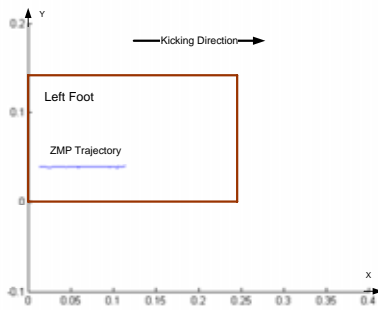 Y
0.2
Kicking Direction
Left Foot
0.1
ZMP Trajectory
0
X
-0.1
0 0.05 0.1 0.15 0.2 0.25 0.3 0.35 0.4